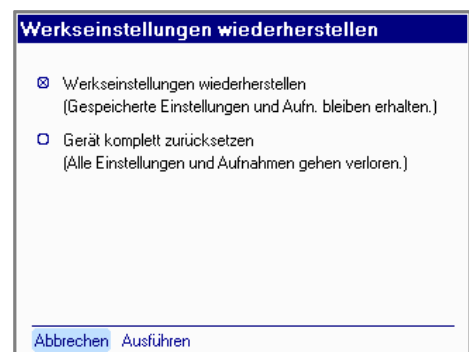 Werkseinstellungen wiederherstellen
Werkseinstellungen wiederherstellen
(Gespeicherte Einstellungen und Aufn. bleiben erhalten.)
Gerät komplett zurücksetzen
(Alle Einstellungen und Aufnahmen gehen verloren.)
Abbrechen Ausführen